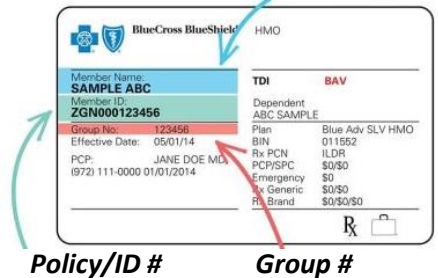 BlueCross BlueShield
HMO
Member Name:
SAMPLE ABC
Member ID:
ZGN000123456
Group No: 123456
Effective Date: 05/01/14
PCP: JANE DOE MD
(972) 111-0000 01/01/2014
TDI BAV
Dependent
ABC SAMPLE
Plan Blue Adv SLV HMO
BIN 011552
Rx PCN ILDR
PCP/SPC $0/$0
Emergency $0
Rx Generic $0/$0
Rx Brand $0/$0/$0
Rx
Policy/ID #
Group #